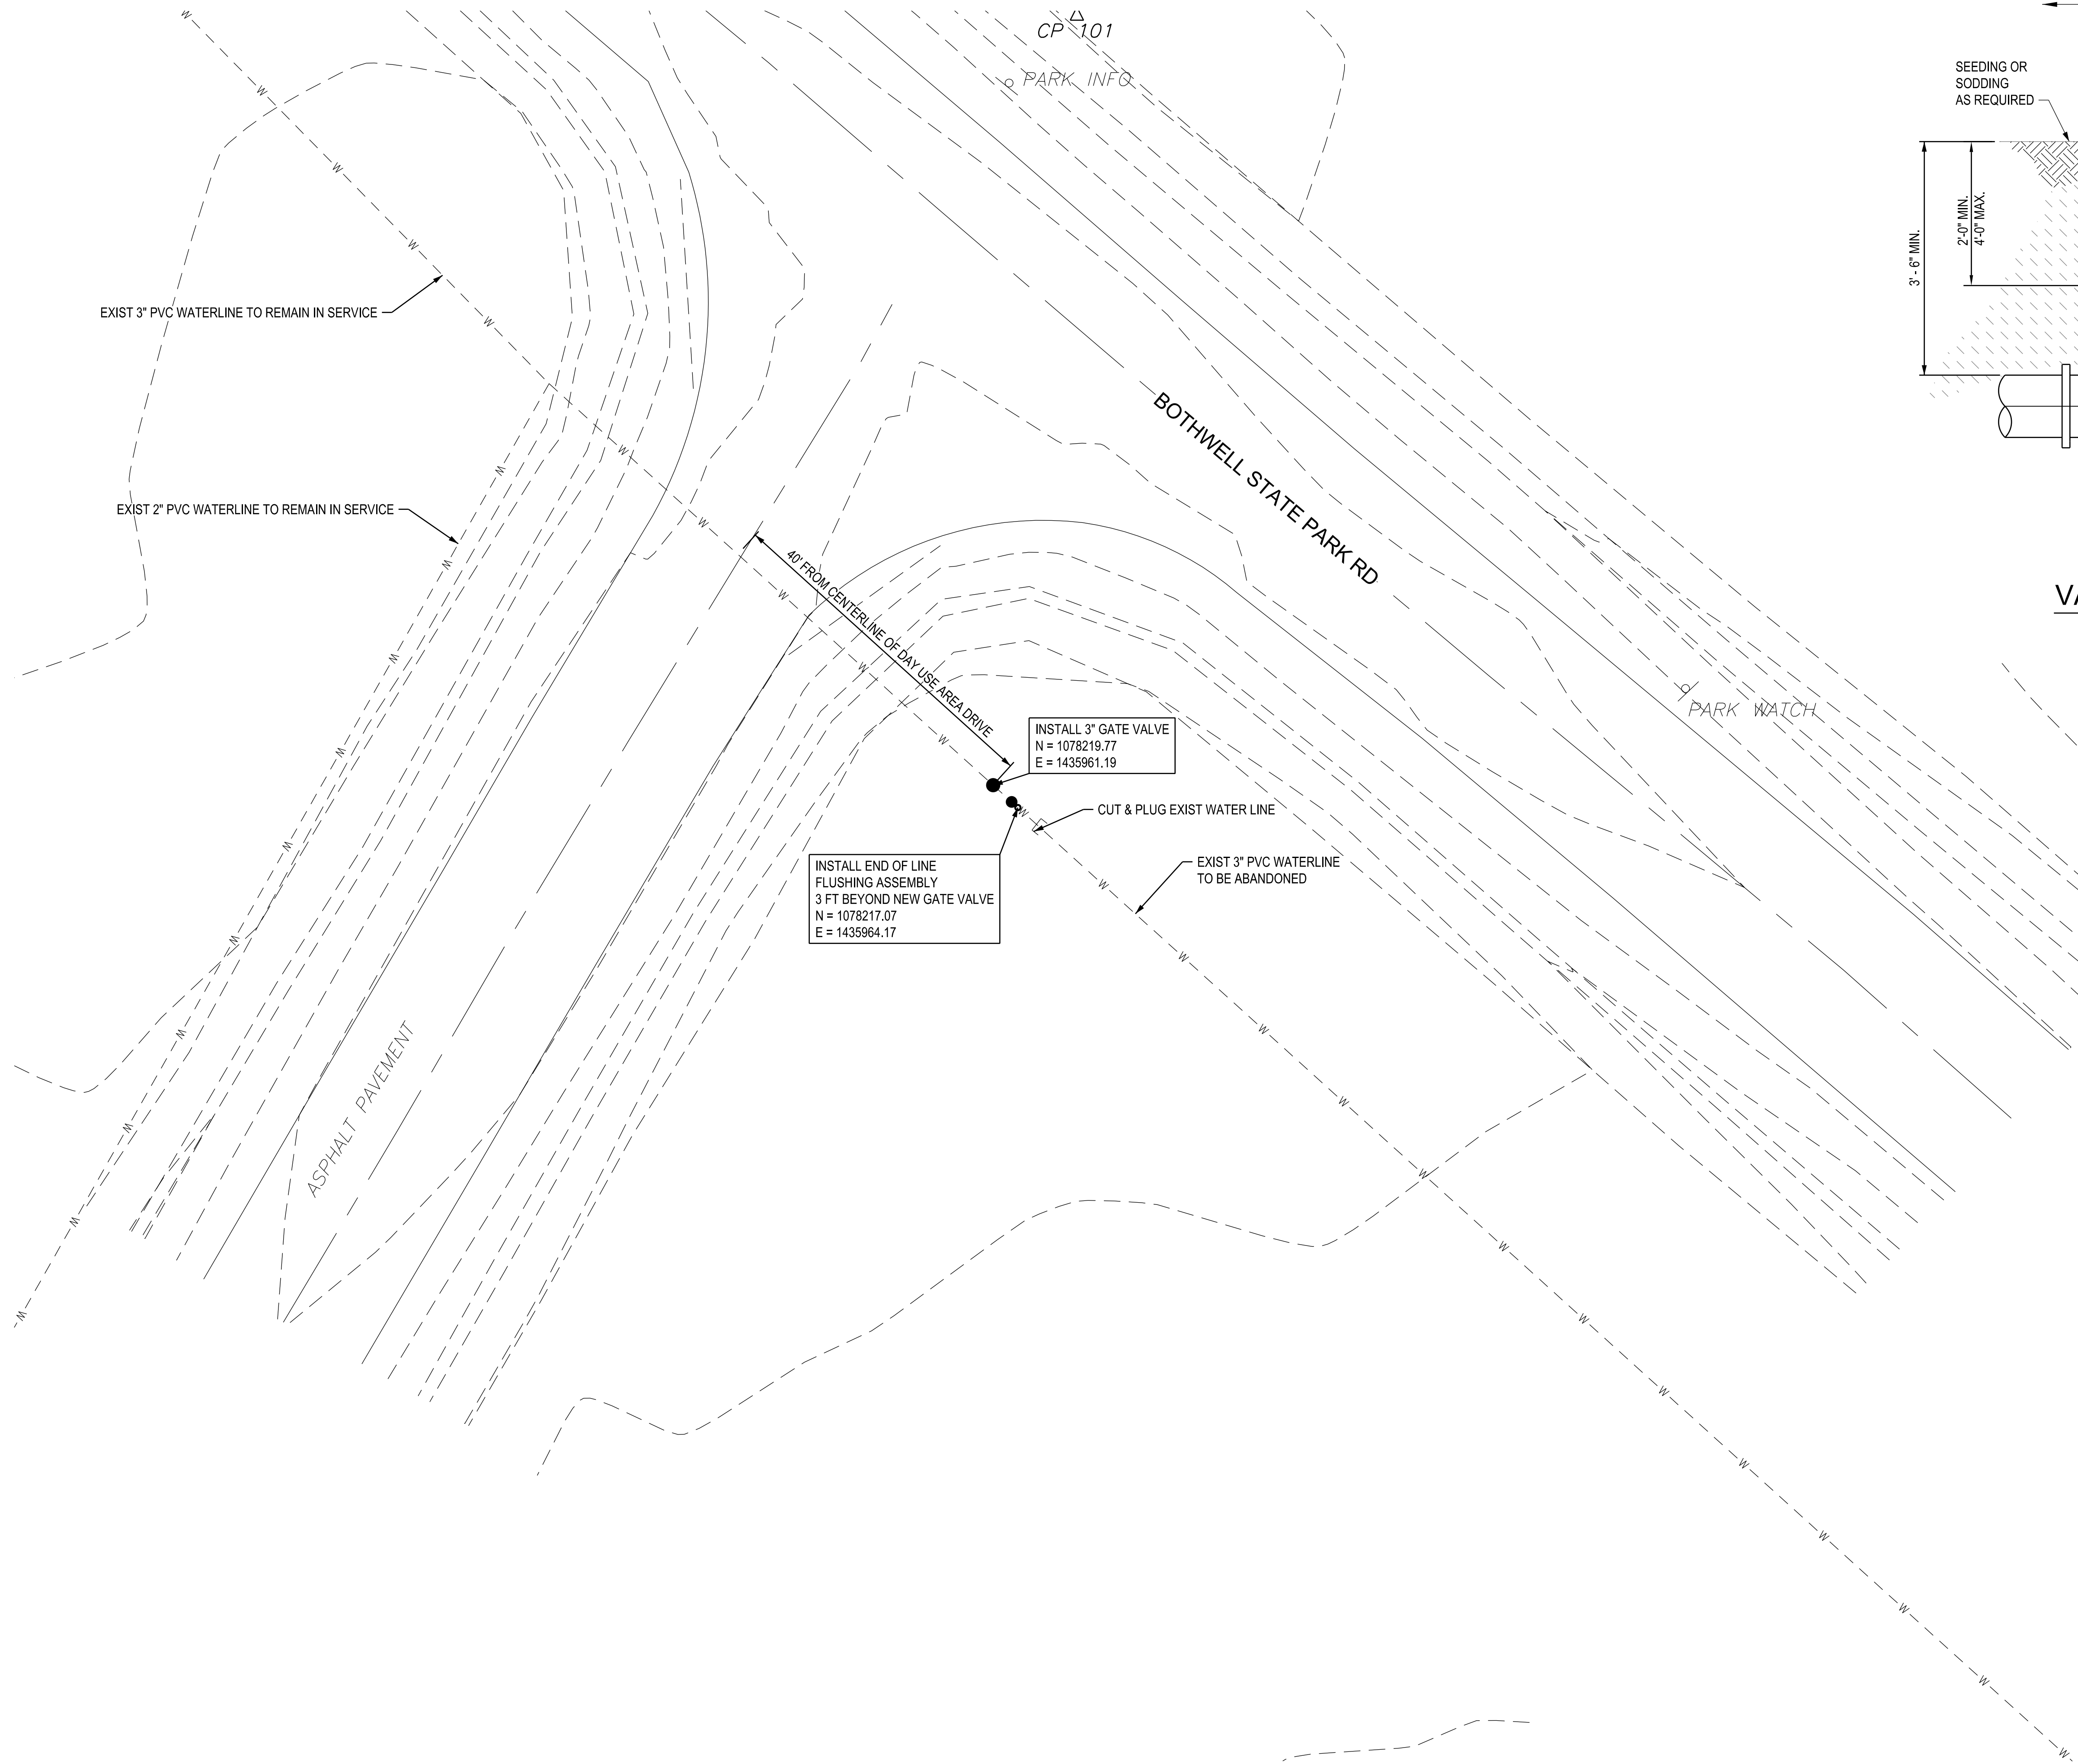 CP 101
PARK INFO
SEEDING OR
SODDING
AS REQUIRED
2'-0" MIN.
4'-0" MAX.
3' - 6" MIN.
EXIST 3" PVC WATERLINE TO REMAIN IN SERVICE
EXIST 2" PVC WATERLINE TO REMAIN IN SERVICE
BOTHWELL STATE PARK RD
40' FROM CENTERLINE OF DAY USE AREA DRIVE
PARK WATCH
INSTALL 3" GATE VALVE
N = 1078219.77
E = 1435961.19
CUT & PLUG EXIST WATER LINE
INSTALL END OF LINE
FLUSHING ASSEMBLY
3 FT BEYOND NEW GATE VALVE
N = 1078217.07
E = 1435964.17
EXIST 3" PVC WATERLINE
TO BE ABANDONED
ASPHALT PAVEMENT